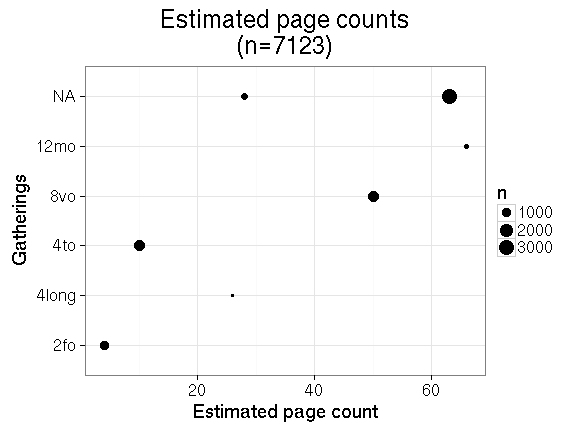 Estimated page counts
(n=7123)
NA
12mo
8vo
4to
4long
2fo
Gatherings
20 40 60
Estimated page count
n
1000
2000
3000